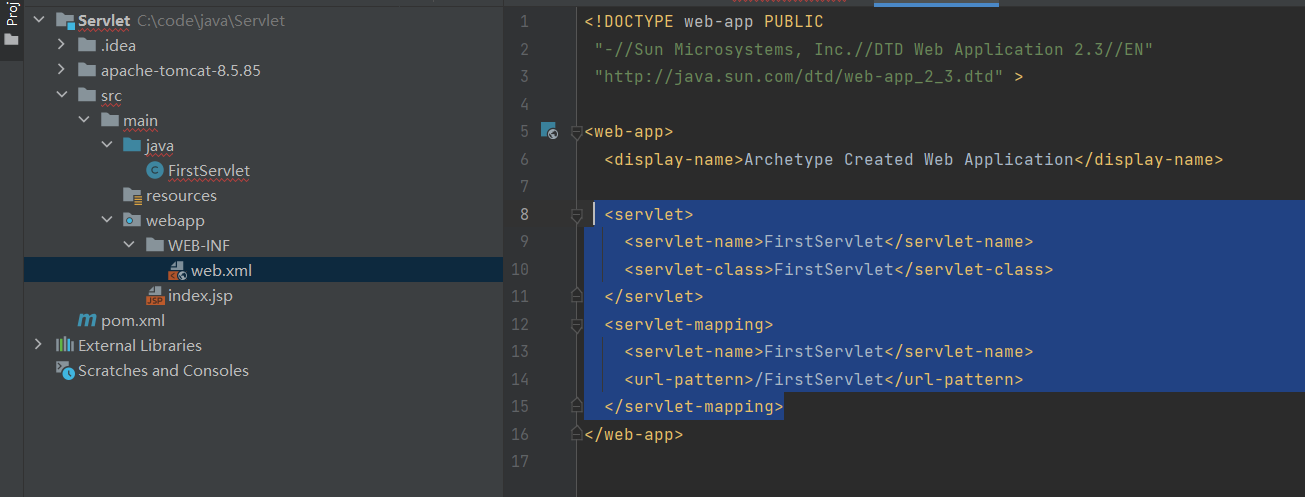 Proj
Servlet C:\code\java\Servlet
.idea
apache-tomcat-8.5.85
src
main
java
FirstServlet
resources
webapp
WEB-INF
web.xml
index.jsp
pom.xml
External Libraries
Scratches and Consoles
1 <!DOCTYPE web-app PUBLIC
2 "-//Sun Microsystems, Inc.//DTD Web Application 2.3//EN"
3 "http://java.sun.com/dtd/web-app_2_3.dtd" >
4
5 <web-app>
6 <display-name>Archetype Created Web Application</display-name>
7
8 <servlet>
9 <servlet-name>FirstServlet</servlet-name>
10 <servlet-class>FirstServlet</servlet-class>
11 </servlet>
12 <servlet-mapping>
13 <servlet-name>FirstServlet</servlet-name>
14 <url-pattern>/FirstServlet</url-pattern>
15 </servlet-mapping>
16 </web-app>
17